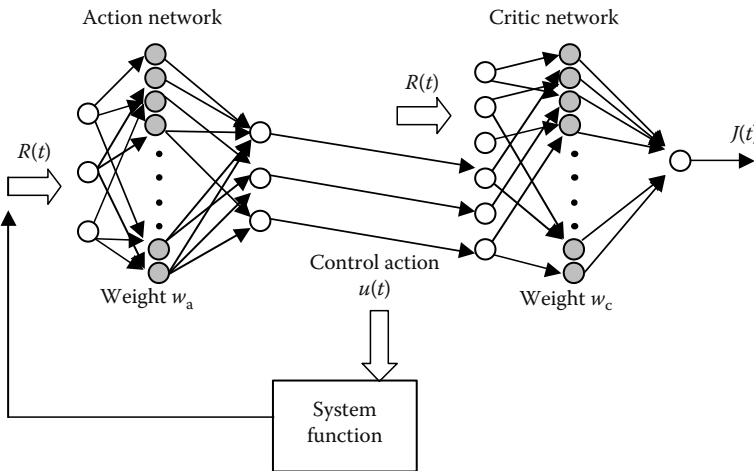 Action network
Critic network
R(t)
R(t)
J(t)
Control action
u(t)
Weight w_a
Weight w_c
System
function